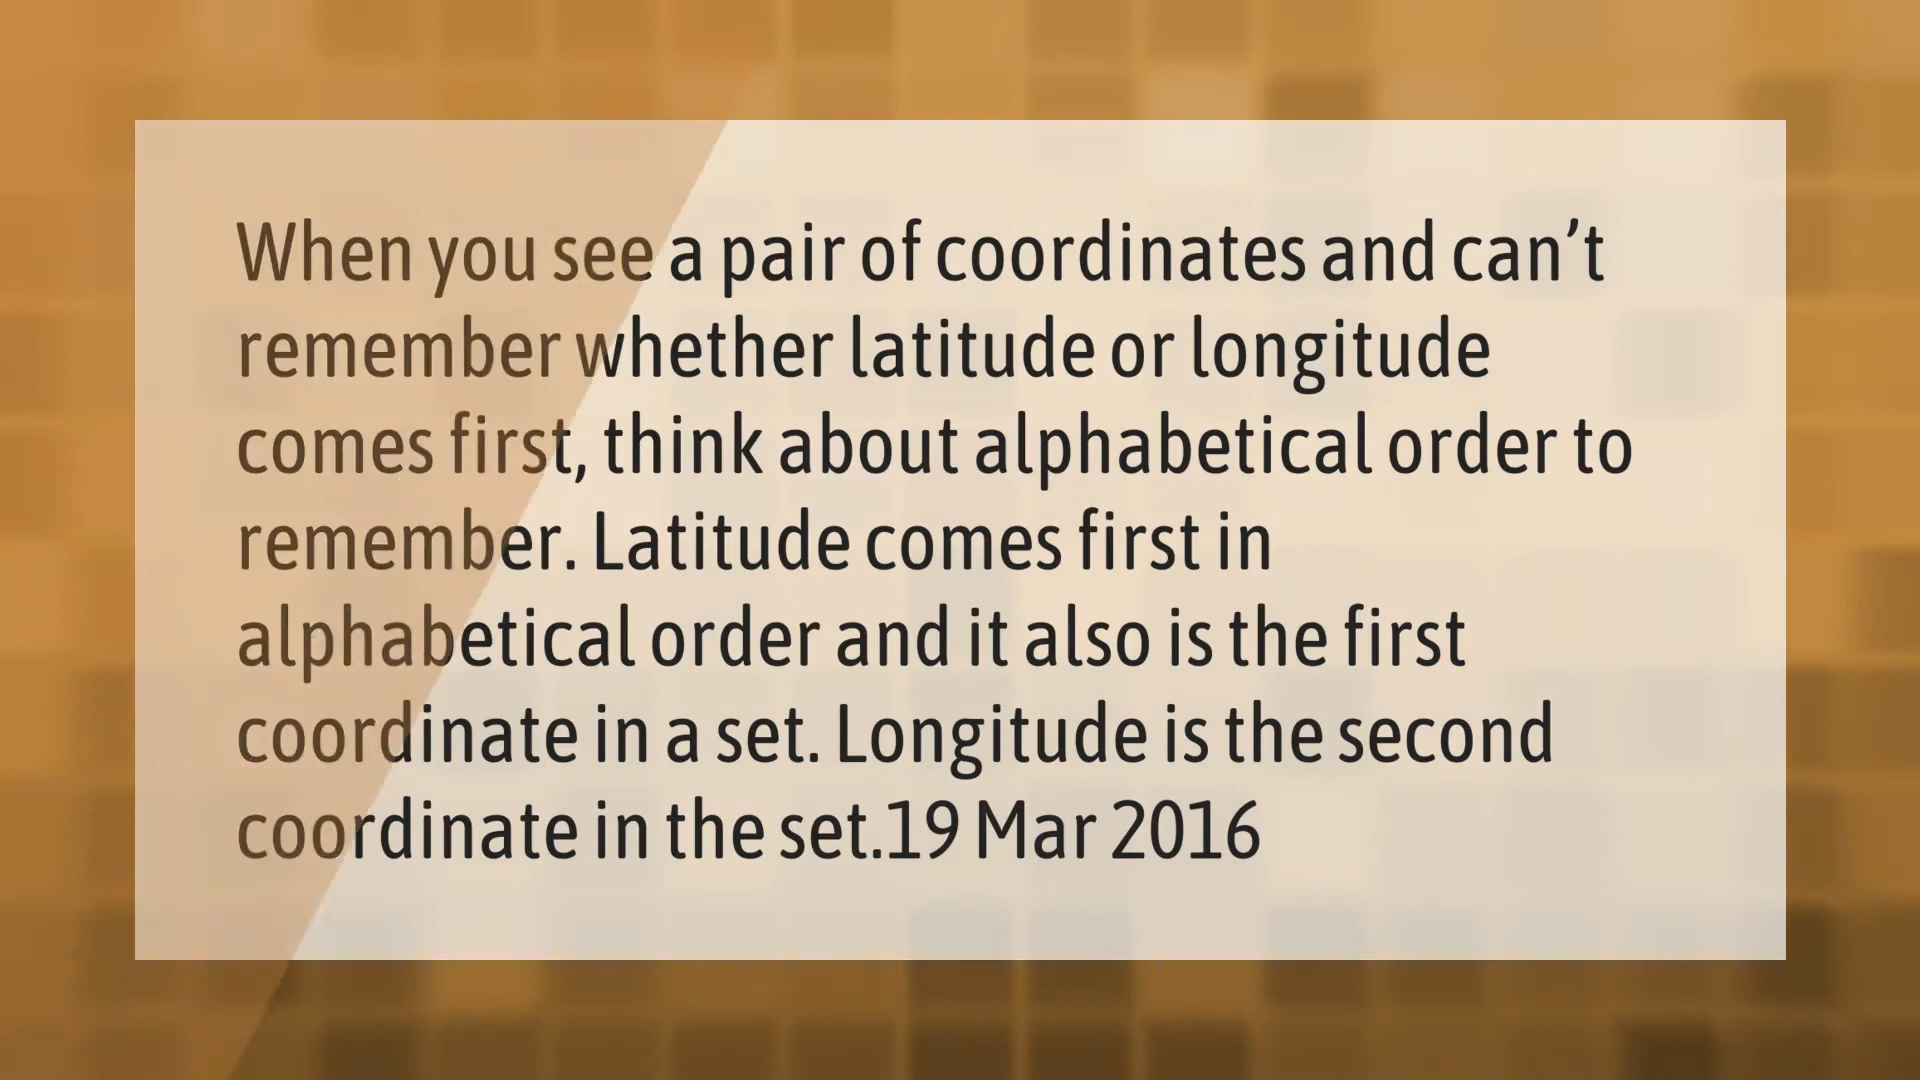 When you see a pair of coordinates and can’t
remember whether latitude or longitude
comes first, think about alphabetical order to
remember. Latitude comes first in
alphabetical order and it also is the first
coordinate in a set. Longitude is the second
coordinate in the set.19 Mar 2016